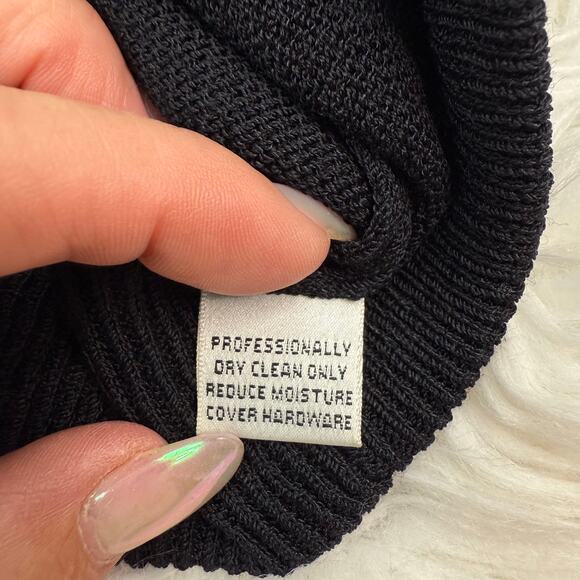 PROFESSIONALLY
DRY CLEAN ONLY
REDUCE MOISTURE
COVER HARDWARE